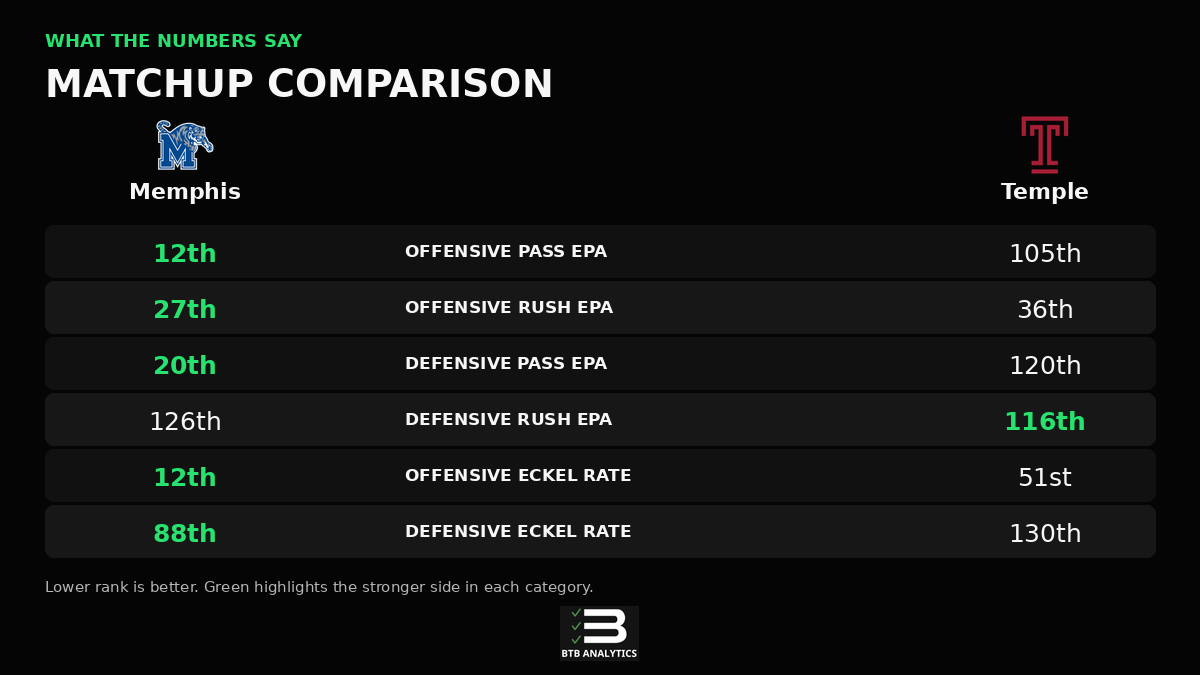 WHAT THE NUMBERS SAY
MATCHUP COMPARISON
M
T
Memphis
Temple
12th OFFENSIVE PASS EPA 105th
27th OFFENSIVE RUSH EPA 36th
20th DEFENSIVE PASS EPA 120th
126th DEFENSIVE RUSH EPA 116th
12th OFFENSIVE ECKEL RATE 51st
88th DEFENSIVE ECKEL RATE 130th
Lower rank is better. Green highlights the stronger side in each category.
B
BTB ANALYTICS